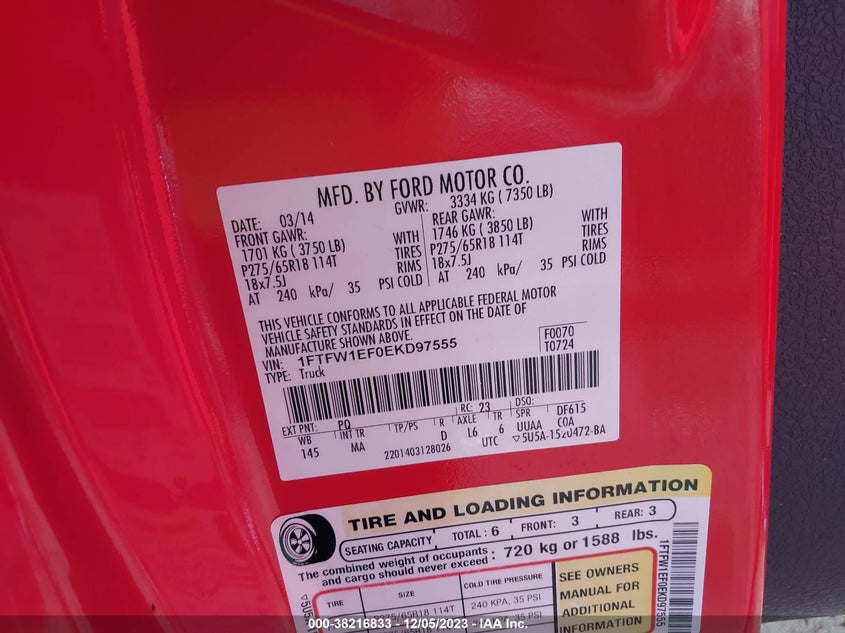 MFD. BY FORD MOTOR CO.
DATE: 03/14 GVWR: 3334 KG ( 7350 LB)
FRONT GAWR: REAR GAWR:
1701 KG ( 3750 LB) WITH 1746 KG ( 3850 LB) WITH
P275/65R18 114T TIRES P275/65R18 114T TIRES
18x7.5J RIMS 18x7.5J RIMS
AT 240 kPa/ 35 PSI COLD AT 240 kPa/ 35 PSI COLD
THIS VEHICLE CONFORMS TO ALL APPLICABLE FEDERAL MOTOR
VEHICLE SAFETY STANDARDS IN EFFECT ON THE DATE OF
MANUFACTURE SHOWN ABOVE.
VIN: 1FTFW1EF0EKD97555 F0070
TYPE: Truck T0724
EXT PNT: PQ RC: 23 DSO:
WB INT TR TP/PS R AXLE TR SPR DF615
145 MA D L6 6 UUAA COA
2201403128026 UTC ▽5U5A-1520472-BA
TIRE AND LOADING INFORMATION
SEATING CAPACITY TOTAL : 6 FRONT: 3 REAR: 3
The combined weight of occupants
and cargo should never exceed : 720 kg or 1588 lbs.
TIRE SIZE COLD TIRE PRESSURE SEE OWNERS
P275/65R18 114T 240 KPA, 35 PSI MANUAL FOR
ADDITIONAL
INFORMATION
1FTFW1EF0EKD97555
000-38216833 - 12/05/2023 - IAA Inc.